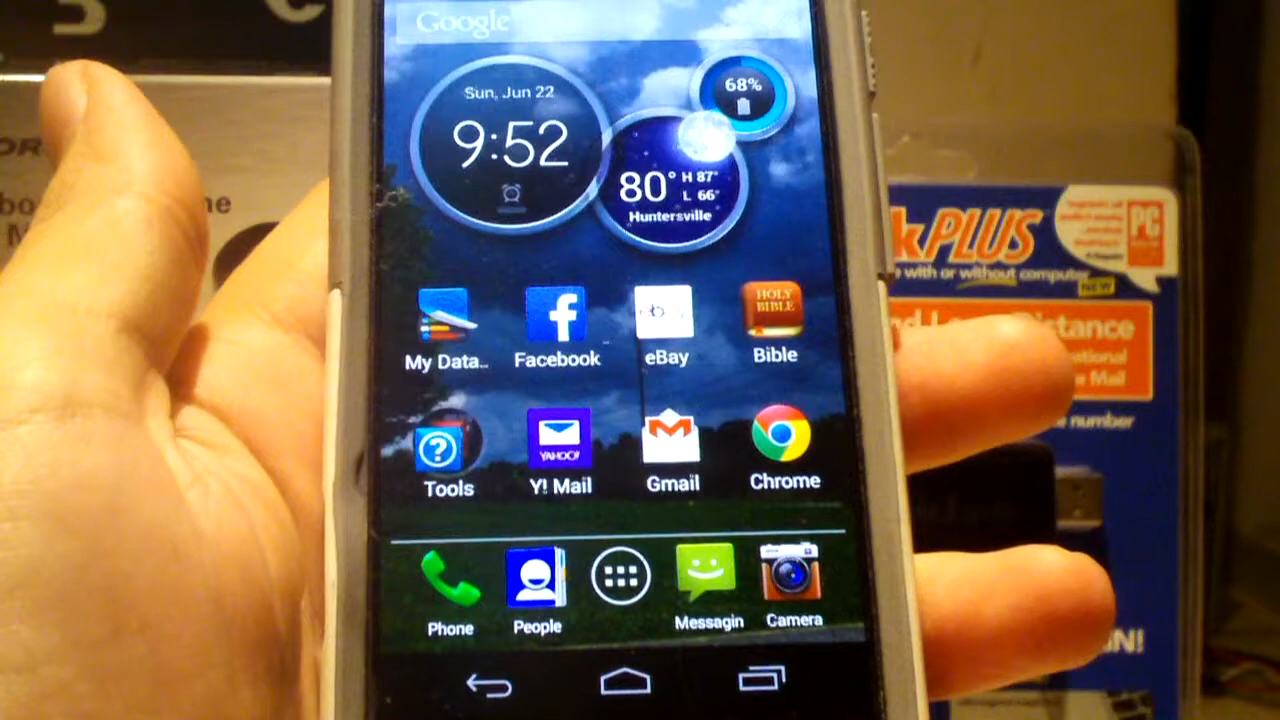 Google
Sun, Jun 22
9:52
68%
80° H 87°
L 66°
Huntersville
My Data...
Facebook
eBay
HOLY
BIBLE
Bible
Tools
YAHOO!
Y! Mail
Gmail
Chrome
Phone
People
Messagin
Camera
kPLUS
PC
with or without computer
NEW
Distance
Mail
number